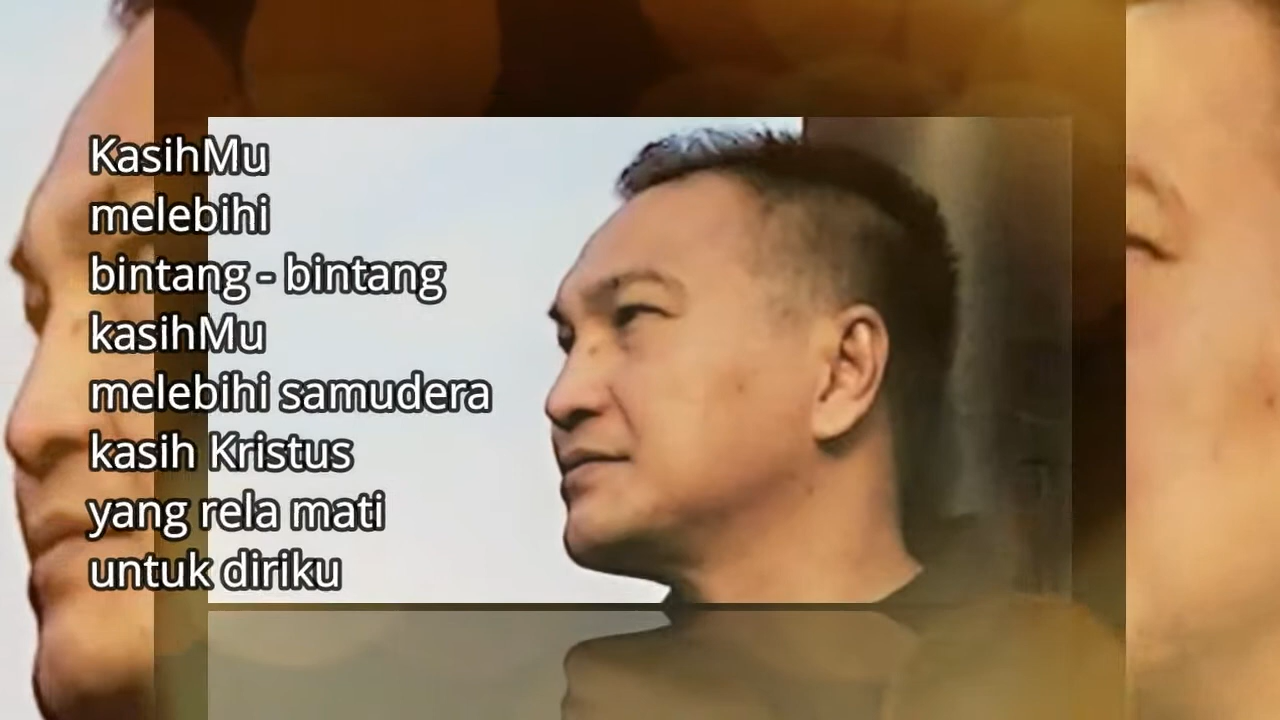 KasihMu
melebihi
bintang - bintang
kasihMu
melebihi samudera
kasih Kristus
yang rela mati
untuk diriku